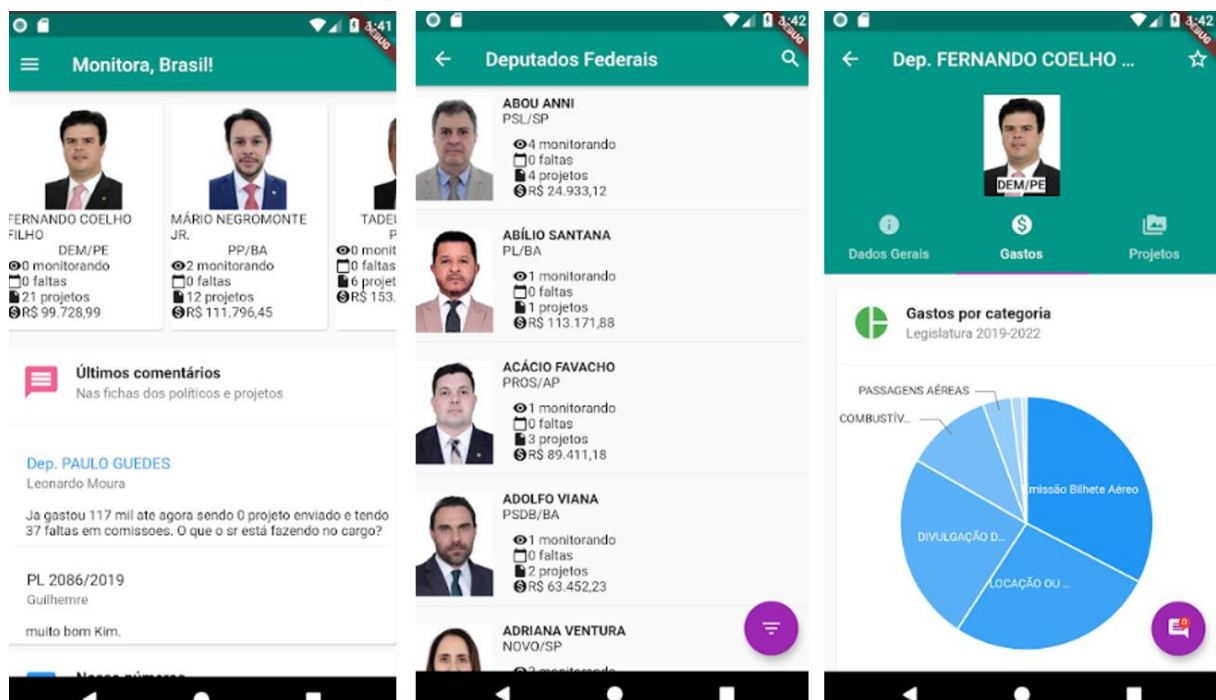 3:41
DEBUG
Monitora, Brasil!
FERNANDO COELHO
FILHO
DEM/PE
0 monitorando
0 faltas
21 projetos
R$ 99.728,99
MÁRIO NEGROMONTE
JR.
PP/BA
2 monitorando
0 faltas
12 projetos
R$ 111.796,45
0 faltas
R$ 153.
Últimos comentários
Nas fichas dos políticos e projetos
Dep. PAULO GUEDES
Leonardo Moura
Ja gastou 117 mil ate agora sendo 0 projeto enviado e tendo
37 faltas em comissoes. O que o sr está fazendo no cargo?
PL 2086/2019
Guilhemre
muito bom Kim.
3:42
DEBUG
Deputados Federais
ABOU ANNI
PSL/SP
4 monitorando
0 faltas
4 projetos
R$ 24.933,12
ABÍLIO SANTANA
PL/BA
1 monitorando
0 faltas
1 projetos
R$ 113.171,88
ACÁCIO FAVACHO
PROS/AP
1 monitorando
0 faltas
3 projetos
R$ 89.411,18
ADOLFO VIANA
PSDB/BA
1 monitorando
0 faltas
2 projetos
R$ 63.452,23
ADRIANA VENTURA
NOVO/SP
3:42
DEBUG
Dep. FERNANDO COELHO ...
DEM/PE
Dados Gerais
Gastos
Projetos
Gastos por categoria
Legislatura 2019-2022
PASSAGENS AÉREAS
COMBUSTÍV...
Emissão Bilhete Aéreo
DIVULGAÇÃO D...
LOCAÇÃO OU ...
0